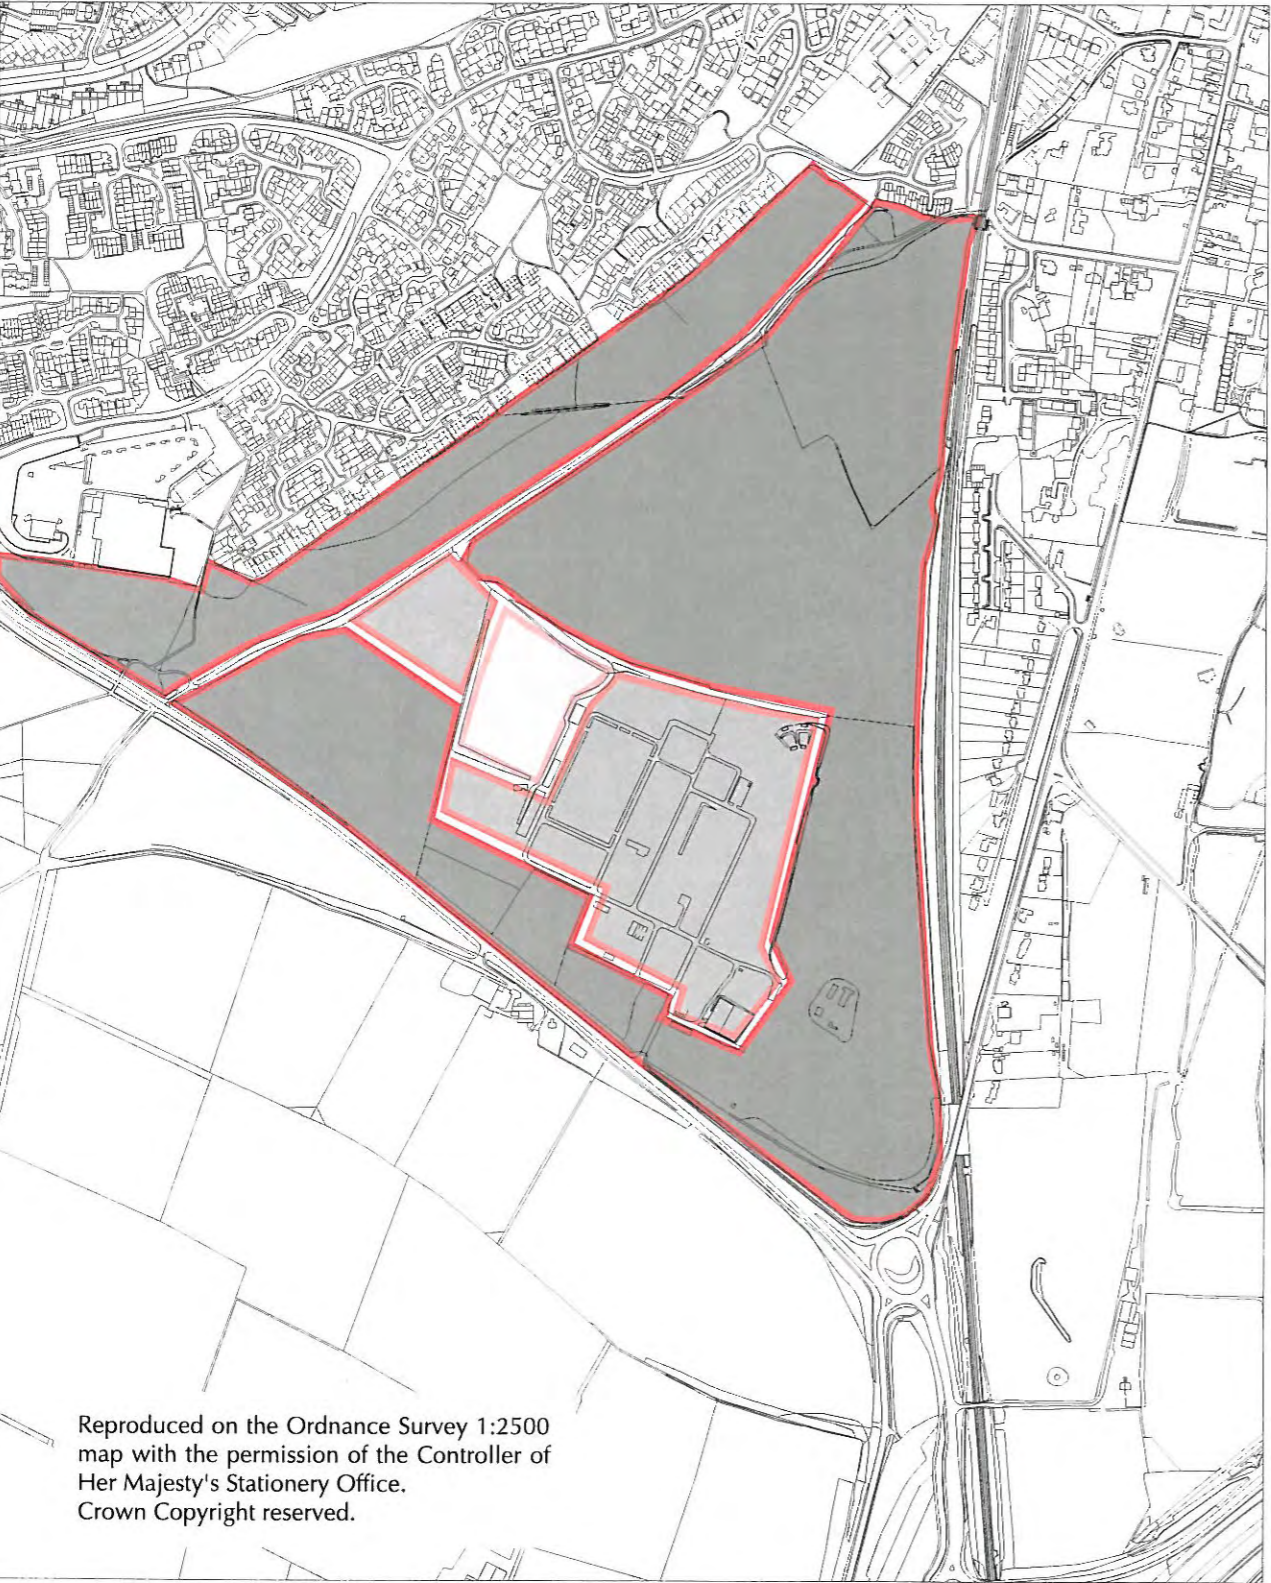 Reproduced on the Ordnance Survey 1:2500
map with the permission of the Controller of
Her Majesty's Stationery Office.
Crown Copyright reserved.